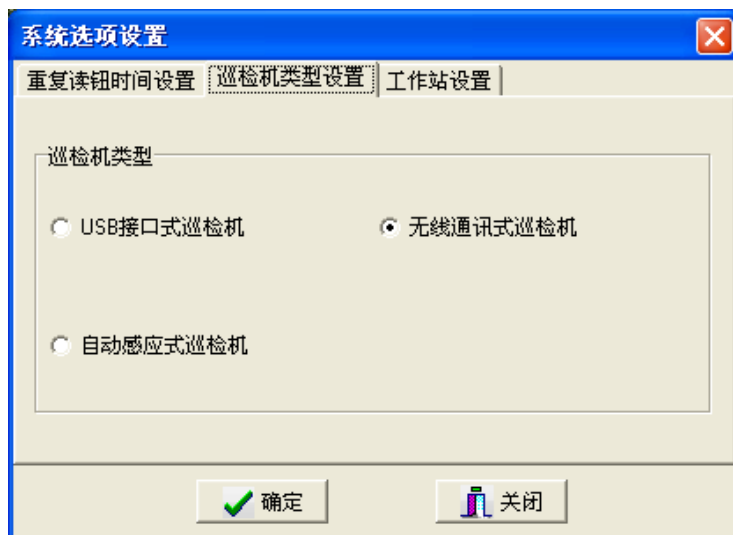 系统选项设置
重复读钮时间设置 巡检机类型设置 工作站设置
巡检机类型
USB接口式巡检机 无线通讯式巡检机
自动感应式巡检机
确定 关闭